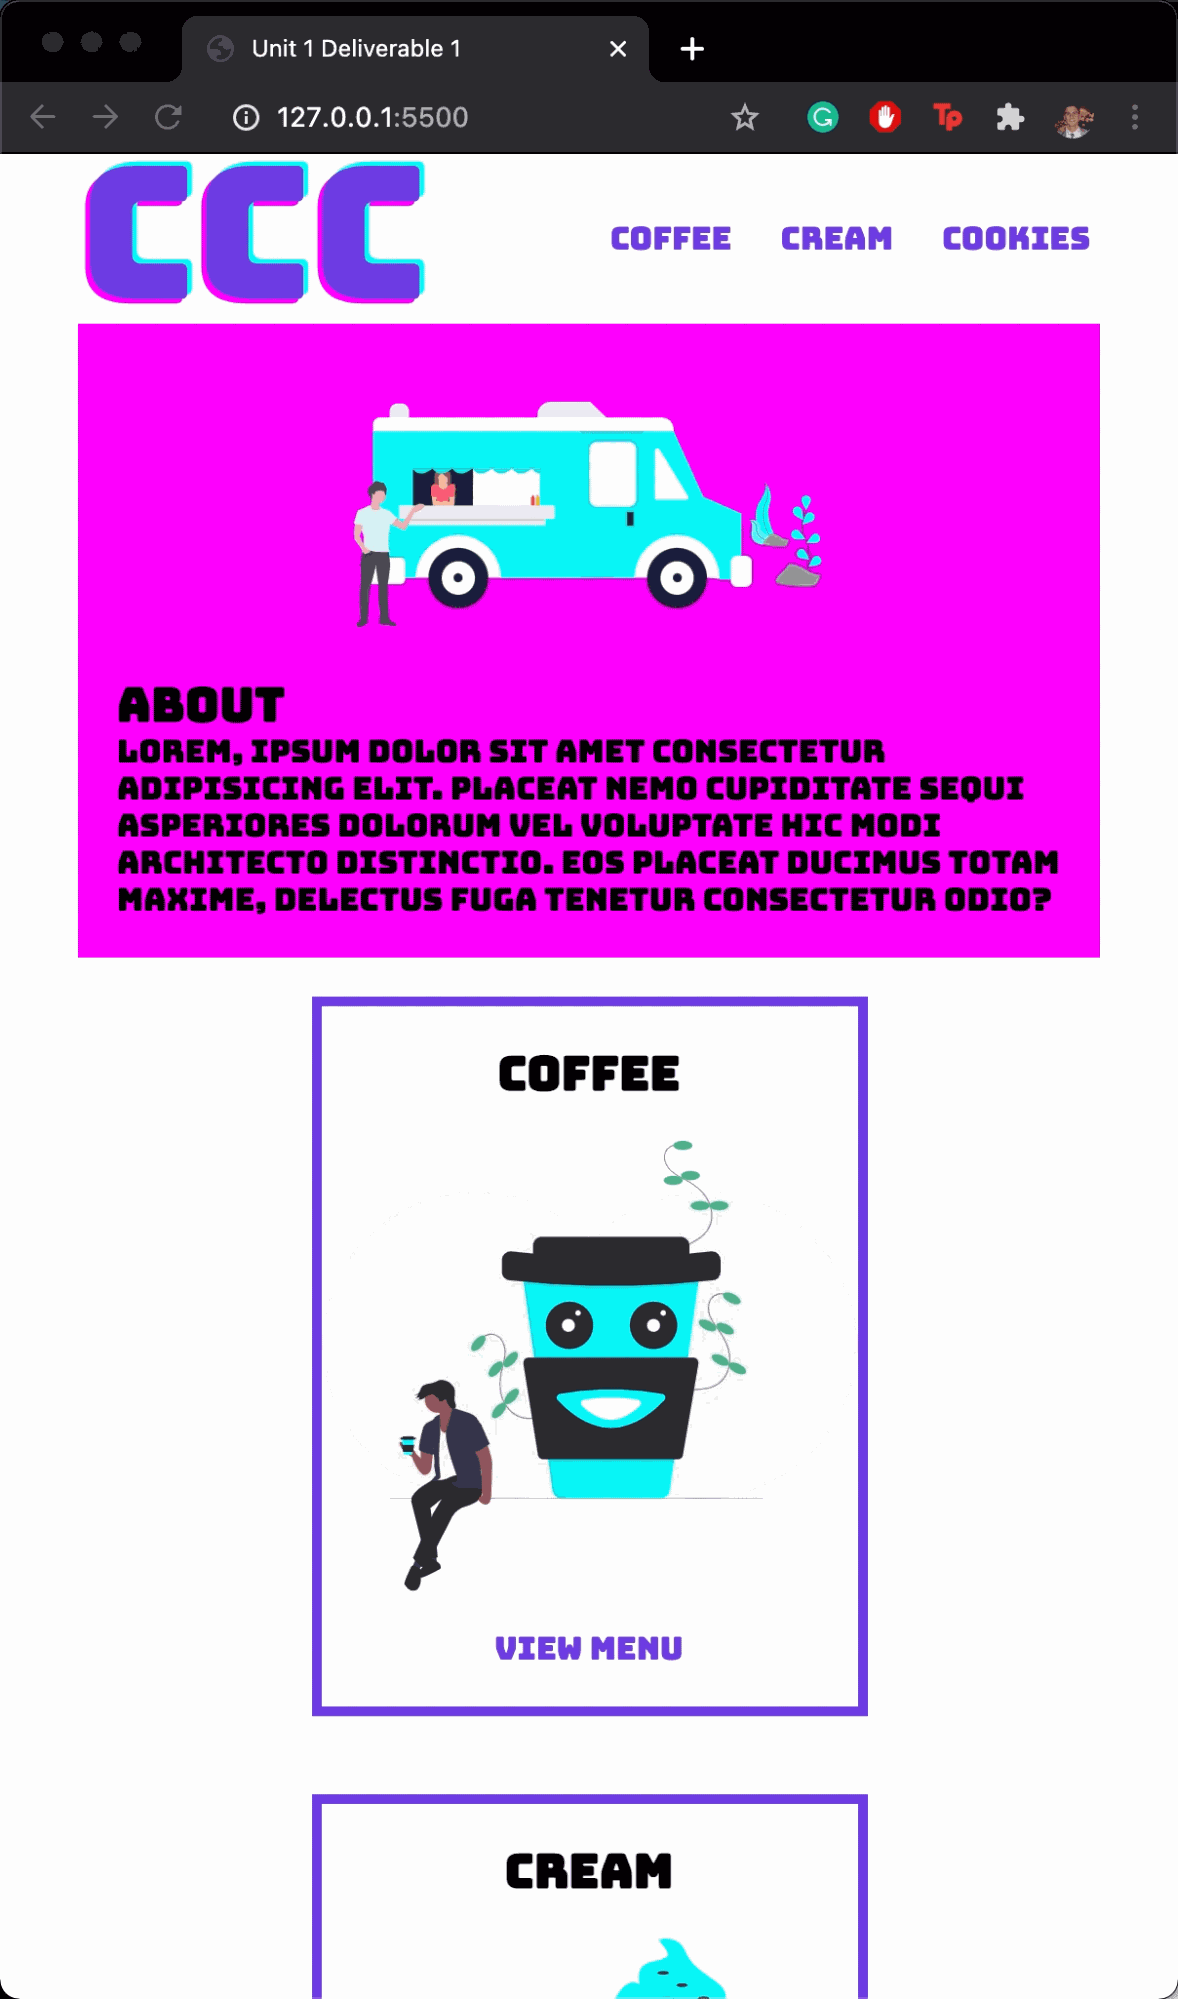 Unit 1 Deliverable 1
127.0.0.1:5500
Tp
CCC
COFFEE CREAM COOKIES
ABOUT
LOREM, IPSUM DOLOR SIT AMET CONSECTETUR
ADIPISICING ELIT. PLACEAT NEMO CUPIDITATE SEQUI
ASPERIORES DOLORUM VEL VOLUPTATE HIC MODI
ARCHITECTO DISTINCTIO. EOS PLACEAT DUCIMUS TOTAM
MAXIME, DELECTUS FUGA TENETUR CONSECTETUR ODIO?
COFFEE
VIEW MENU
CREAM